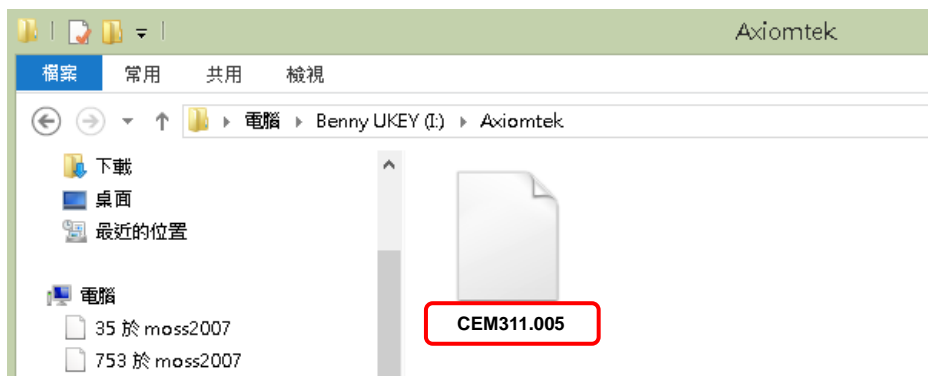 Axiomtek
檔案 常用 共用 檢視
電腦 Benny UKEY (I:) Axiomtek
下載
桌面
最近的位置
電腦
35 於 moss2007
753 於 moss2007
CEM311.005